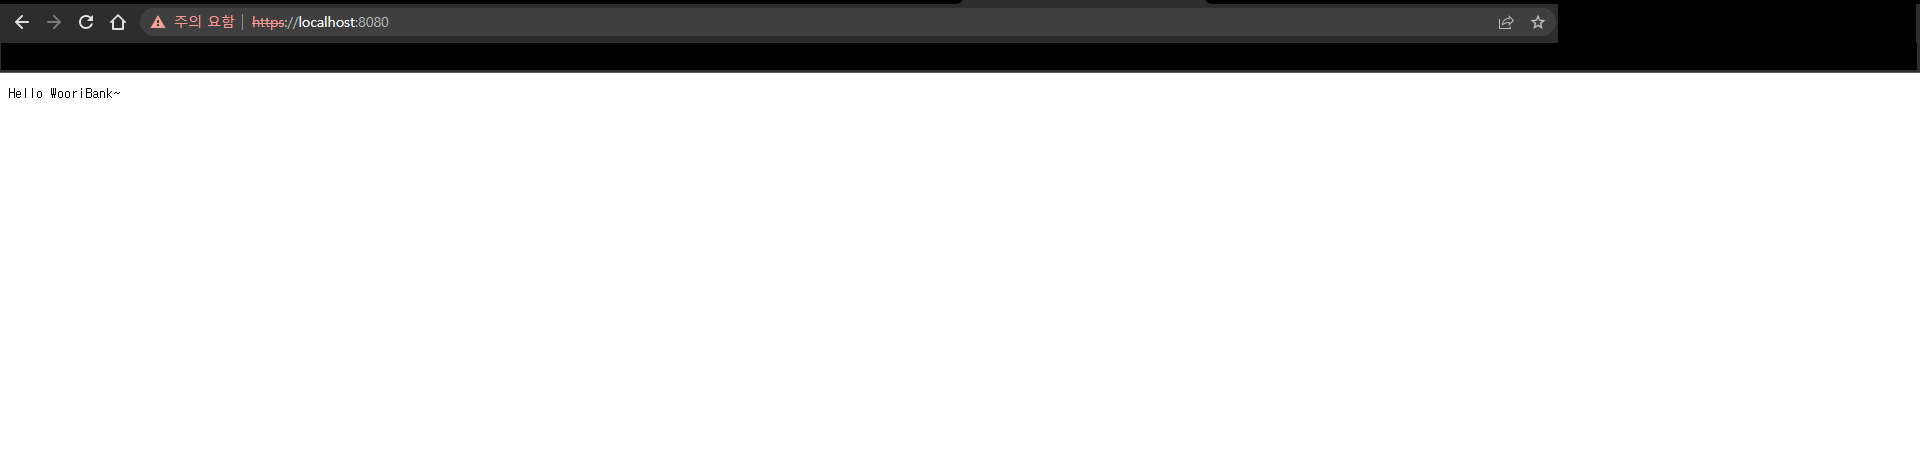 주의 요함 https://localhost:8080
Hello WooriBank~